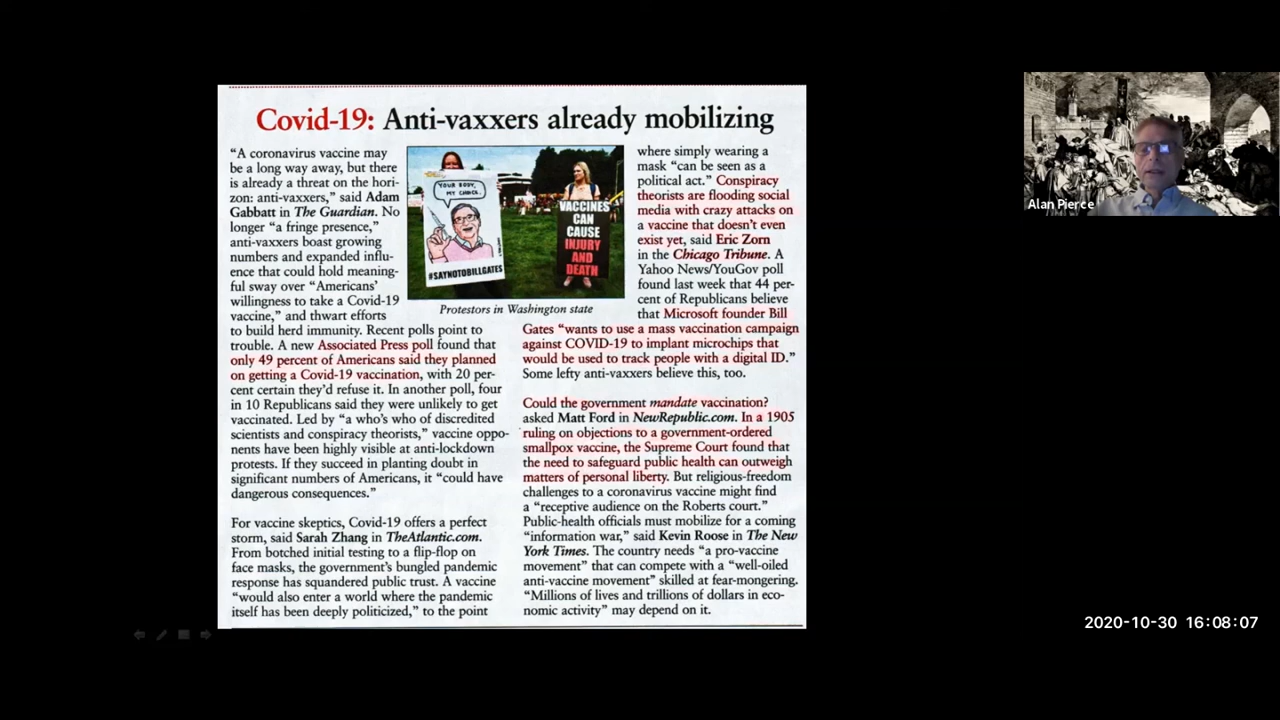 Covid-19: Anti-vaxxers already mobilizing
“A coronavirus vaccine may
be a long way away, but there
is already a threat on the hori-
zon: anti-vaxxers,” said Adam
Gabbatt in The Guardian. No
longer “a fringe presence,”
anti-vaxxers boast growing
numbers and expanded influ-
ence that could hold meaning-
ful sway over “Americans’
willingness to take a Covid-19
vaccine,” and thwart efforts
to build herd immunity. Recent polls point to
trouble. A new Associated Press poll found that
only 49 percent of Americans said they planned
on getting a Covid-19 vaccination, with 20 per-
cent certain they’d refuse it. In another poll, four
in 10 Republicans said they were unlikely to get
vaccinated. Led by “a who’s who of discredited
scientists and conspiracy theorists,” vaccine oppo-
nents have been highly visible at anti-lockdown
protests. If they succeed in planting doubt in
significant numbers of Americans, it “could have
dangerous consequences.”
For vaccine skeptics, Covid-19 offers a perfect
storm, said Sarah Zhang in TheAtlantic.com.
From botched initial testing to a flip-flop on
face masks, the government’s bungled pandemic
response has squandered public trust. A vaccine
“would also enter a world where the pandemic
itself has been deeply politicized,” to the point
YOUR BODY,
MY CHOICE.
#SAYNOTOBILLGATES
VACCINES
CAN
CAUSE
INJURY
AND
DEATH
Protestors in Washington state
where simply wearing a
mask “can be seen as a
political act.” Conspiracy
theorists are flooding social
media with crazy attacks on
a vaccine that doesn’t even
exist yet, said Eric Zorn
in the Chicago Tribune. A
Yahoo News/YouGov poll
found last week that 44 per-
cent of Republicans believe
that Microsoft founder Bill
Gates “wants to use a mass vaccination campaign
against COVID-19 to implant microchips that
would be used to track people with a digital ID.”
Some lefty anti-vaxxers believe this, too.
Could the government mandate vaccination?
asked Matt Ford in NewRepublic.com. In a 1905
ruling on objections to a government-ordered
smallpox vaccine, the Supreme Court found that
the need to safeguard public health can outweigh
matters of personal liberty. But religious-freedom
challenges to a coronavirus vaccine might find
a “receptive audience on the Roberts court.”
Public-health officials must mobilize for a coming
“information war,” said Kevin Roose in The New
York Times. The country needs “a pro-vaccine
movement” that can compete with a “well-oiled
anti-vaccine movement” skilled at fear-mongering.
“Millions of lives and trillions of dollars in eco-
nomic activity” may depend on it.
Alan Pierce
2020-10-30 16:08:07